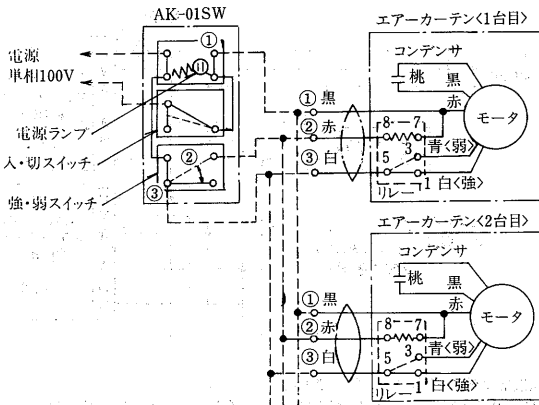 AK-01SW
電源
単相100V
①
電源ランプ
入・切スイッチ
②
③
強・弱スイッチ
エアーカーテン〈1台目〉
コンデンサ
桃
黒
赤
モータ
① 黒
② 赤
③ 白
8 7
3
5
1
青〈弱〉
白〈強〉
リレー
エアーカーテン〈2台目〉
コンデンサ
桃
黒
赤
モータ
① 黒
② 赤
③ 白
8 7
3
5
1
青〈弱〉
白〈強〉
リレー